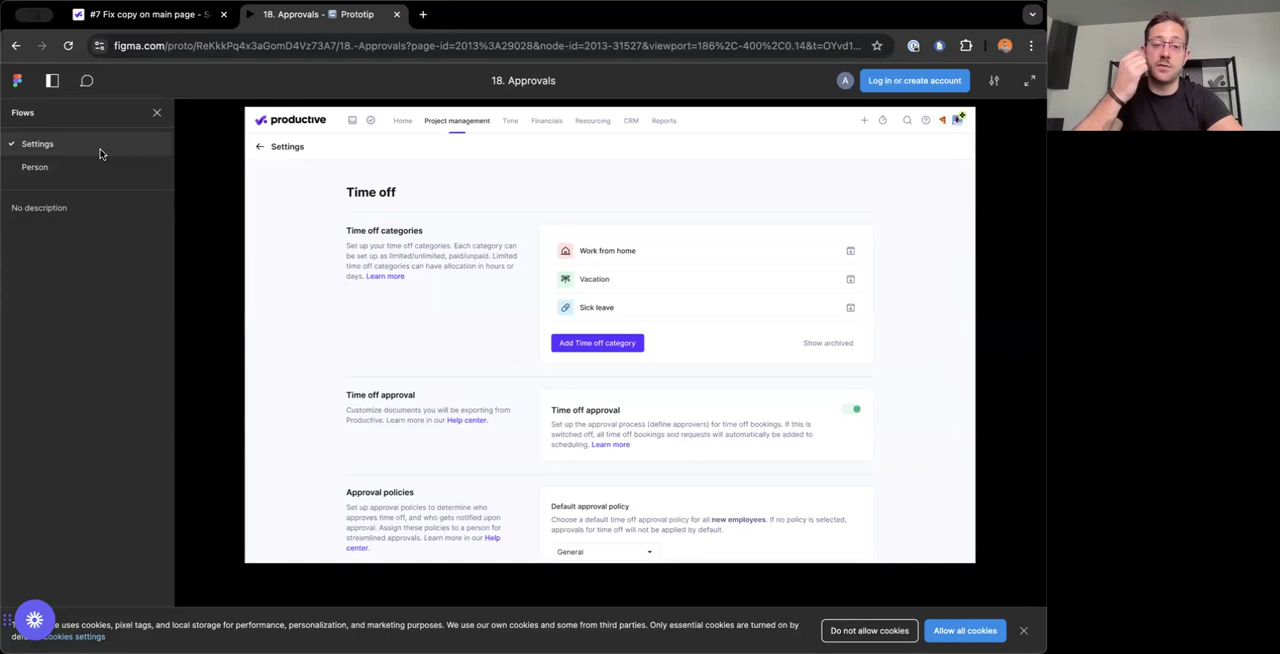 #7 Fix copy on main page - S
18. Approvals - Prototip
figma.com/proto/ReKkkPq4x3aGomD4Vz73A7/18.-Approvals?page-id=2013%3A29028&node-id=2013-31527&viewport=186%2C-400%2C0.14&t=OYvd1...
18. Approvals
A
Log in or create account
Flows
Settings
Person
No description
productive
Home
Project management
Time
Financials
Resourcing
CRM
Reports
Settings
Time off
Time off categories
Set up your time off categories. Each category can
be set up as limited/unlimited, paid/unpaid. Limited
time off categories can have allocation in hours or
days. Learn more
Work from home
Vacation
Sick leave
Add Time off category
Show archived
Time off approval
Customize documents you will be exporting from
Productive. Learn more in our Help center.
Time off approval
Set up the approval process (define approvers) for time off bookings. If this is
switched off, all time off bookings and requests will automatically be added to
scheduling. Learn more
Approval policies
Set up approval policies to determine who
approves time off, and who gets notified upon
approval. Assign these policies to a person for
streamlined approvals. Learn more in our Help
center.
Default approval policy
Choose a default time off approval policy for all new employees. If no policy is selected,
approvals for time off will not be applied by default.
General
uses cookies, pixel tags, and local storage for performance, personalization, and marketing purposes. We use our own cookies and some from third parties. Only essential cookies are turned on by
cookies settings
Do not allow cookies
Allow all cookies